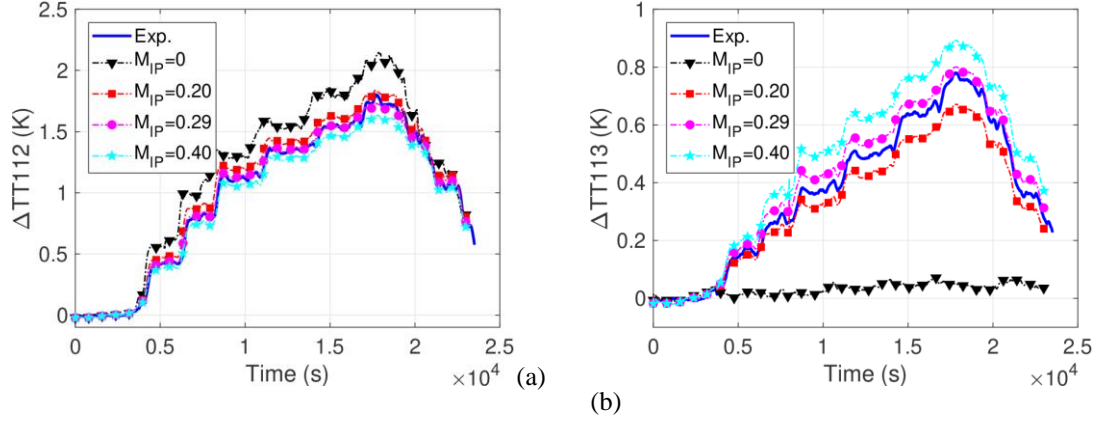 2.5
2
1.5
1
0.5
0
ΔTT1112 (K)
Exp.
M_IP=0
M_IP=0.20
M_IP=0.29
M_IP=0.40
0 0.5 1 1.5 2 2.5
Time (s)
×10^4
(a)
1
0.8
0.6
0.4
0.2
0
ΔTT1113 (K)
Exp.
M_IP=0
M_IP=0.20
M_IP=0.29
M_IP=0.40
0 0.5 1 1.5 2 2.5
Time (s)
×10^4
(b)